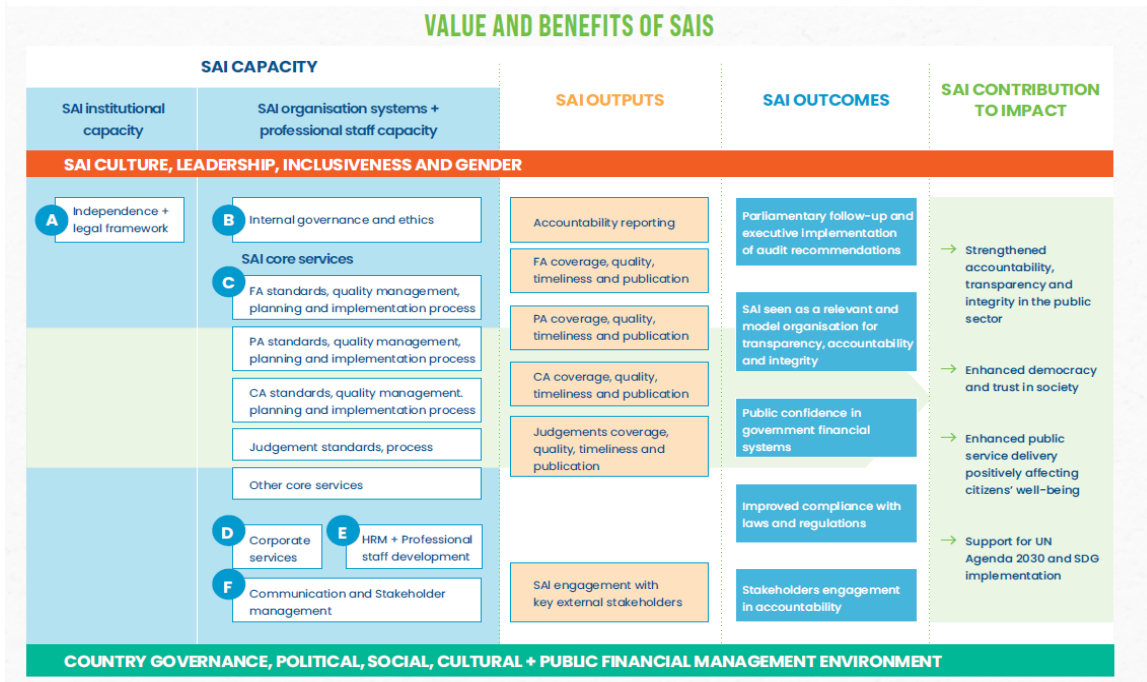 VALUE AND BENEFITS OF SAIS
SAI CAPACITY
SAI institutional
capacity
SAI organisation systems +
professional staff capacity
SAI OUTPUTS
SAI OUTCOMES
SAI CONTRIBUTION
TO IMPACT
SAI CULTURE, LEADERSHIP, INCLUSIVENESS AND GENDER
A
Independence +
legal framework
B
Internal governance and ethics
SAI core services
C
FA standards, quality management,
planning and implementation process
PA standards, quality management,
planning and implementation process
CA standards, quality management.
planning and implementation process
Judgement standards, process
Other core services
D
Corporate
services
E
HRM + Professional
staff development
F
Communication and Stakeholder
management
Accountability reporting
FA coverage, quality,
timeliness and publication
PA coverage, quality,
timeliness and publication
CA coverage, quality,
timeliness and publication
Judgements coverage,
quality, timeliness and
publication
SAI engagement with
key external stakeholders
Parliamentary follow-up and
executive implementation
of audit recommendations
SAI seen as a relevant and
model organisation for
transparency, accountability
and integrity
Public confidence in
government financial
systems
Improved compliance with
laws and regulations
Stakeholders engagement
in accountability
→ Strengthened
accountability,
transparency and
integrity in the public
sector
→ Enhanced democracy
and trust in society
→ Enhanced public
service delivery
positively affecting
citizens' well-being
→ Support for UN
Agenda 2030 and SDG
implementation
COUNTRY GOVERNANCE, POLITICAL, SOCIAL, CULTURAL + PUBLIC FINANCIAL MANAGEMENT ENVIRONMENT